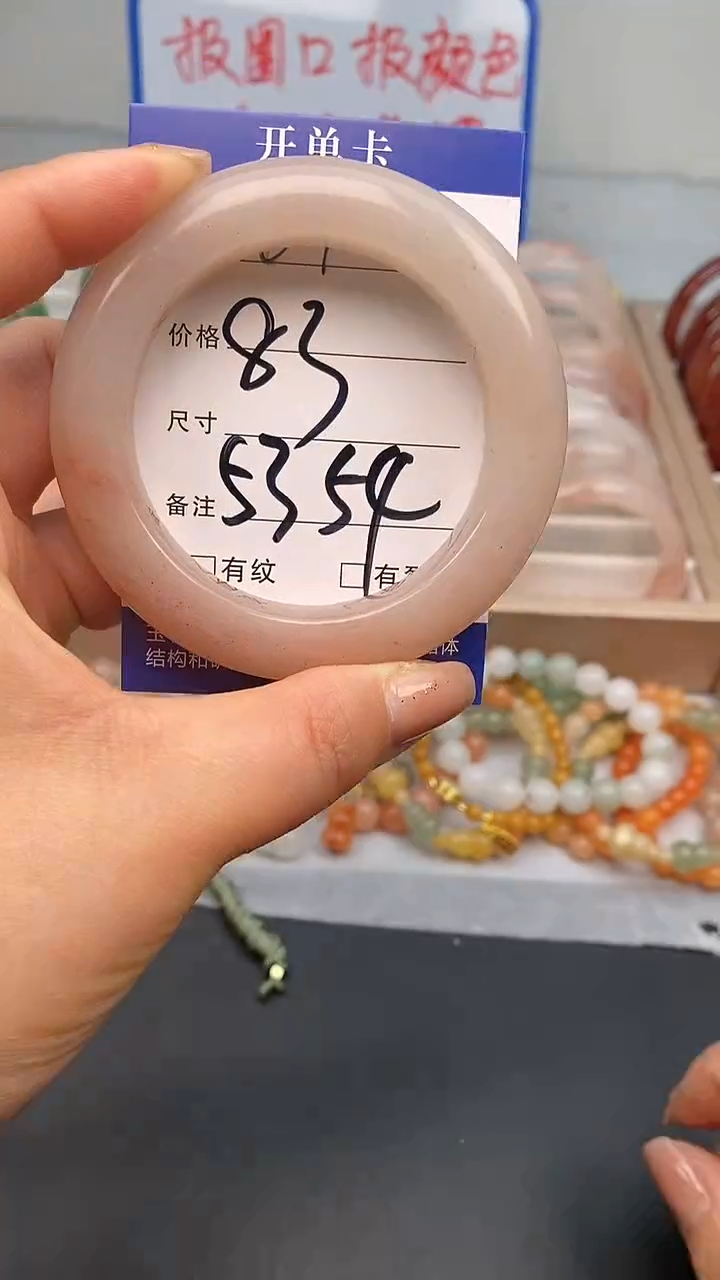 报圈口报颜色
开单卡
价格 83
尺寸
备注 53 54
□有纹 □有
结构和
体